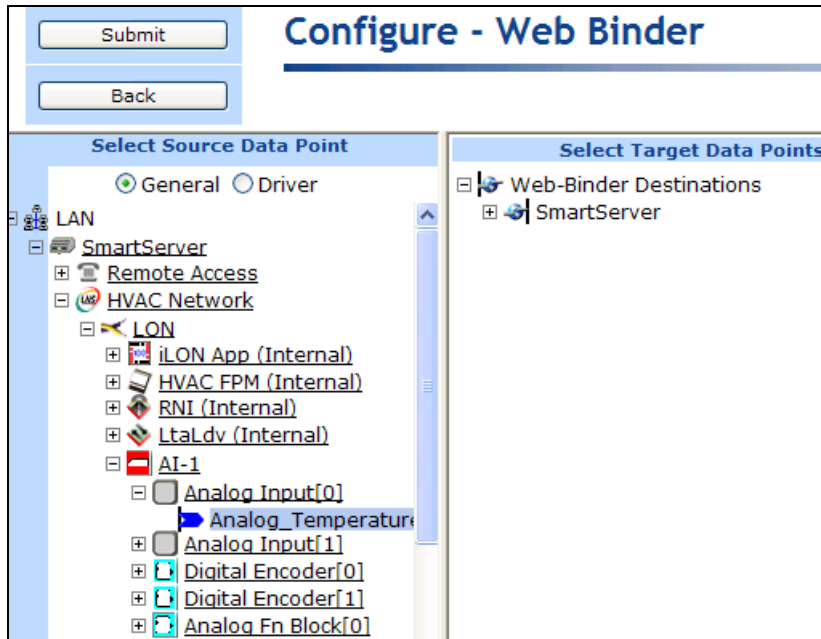 Submit
Configure - Web Binder
Back
Select Source Data Point
General Driver
LAN
SmartServer
Remote Access
HVAC Network
LON
iLON App (Internal)
HVAC FPM (Internal)
RNI (Internal)
LtaLdv (Internal)
AI-1
Analog Input[0]
Analog_Temperature
Analog Input[1]
Digital Encoder[0]
Digital Encoder[1]
Analog Fn Block[0]
Select Target Data Points
Web-Binder Destinations
SmartServer